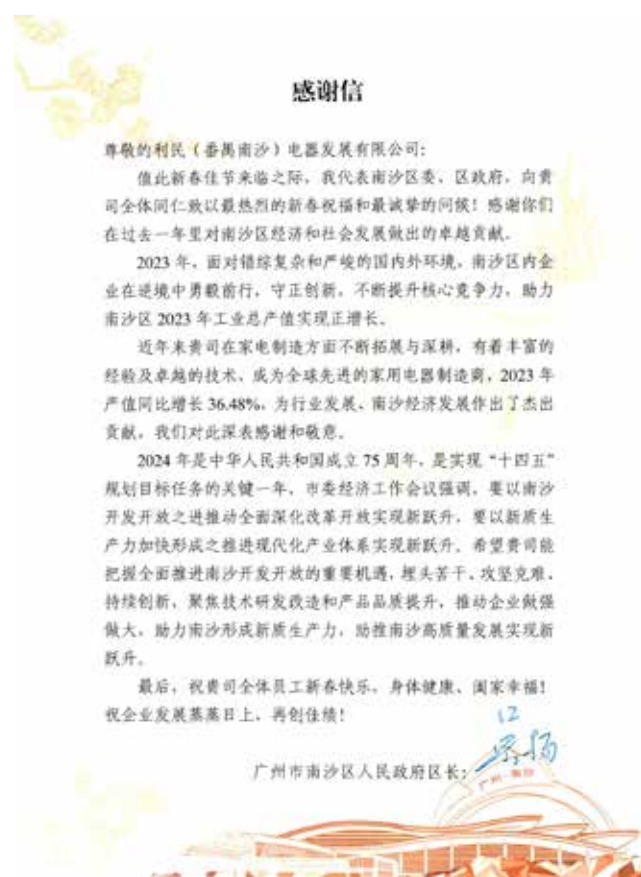 感谢信
尊敬的利民（番禺南沙）电器发展有限公司：
值此新春佳节来临之际，我代表南沙区委、区政府，向贵
司全体同仁致以最热烈的新春祝福和最诚挚的问候！感谢你们
在过去一年里对南沙区经济和社会发展做出的卓越贡献。
2023 年，面对错综复杂和严峻的国内外环境，南沙区内企
业在逆境中勇毅前行，守正创新，不断提升核心竞争力，助力
南沙区 2023 年工业总产值实现正增长。
近年来贵司在家电制造方面不断拓展与深耕，有着丰富的
经验及卓越的技术，成为全球先进的家用电器制造商，2023 年
产值同比增长 36.48%，为行业发展、南沙经济发展作出了杰出
贡献，我们对此深表感谢和敬意。
2024 年是中华人民共和国成立 75 周年，是实现“十四五”
规划目标任务的关键一年，市委经济工作会议强调，要以南沙
开发开放之进推动全面深化改革开放实现新跃升，要以新质生
产力加快形成之推进现代化产业体系实现新跃升。希望贵司能
把握全面推进南沙开发开放的重要机遇，埋头苦干、攻坚克难、
持续创新，聚焦技术研发改造和产品品质提升，推动企业做强
做大，助力南沙形成新质生产力，助推南沙高质量发展实现新
跃升。
最后，祝贵司全体员工新春快乐，身体健康、阖家幸福！
祝企业发展蒸蒸日上，再创佳绩！
广州市南沙区人民政府区长：
广州·南沙